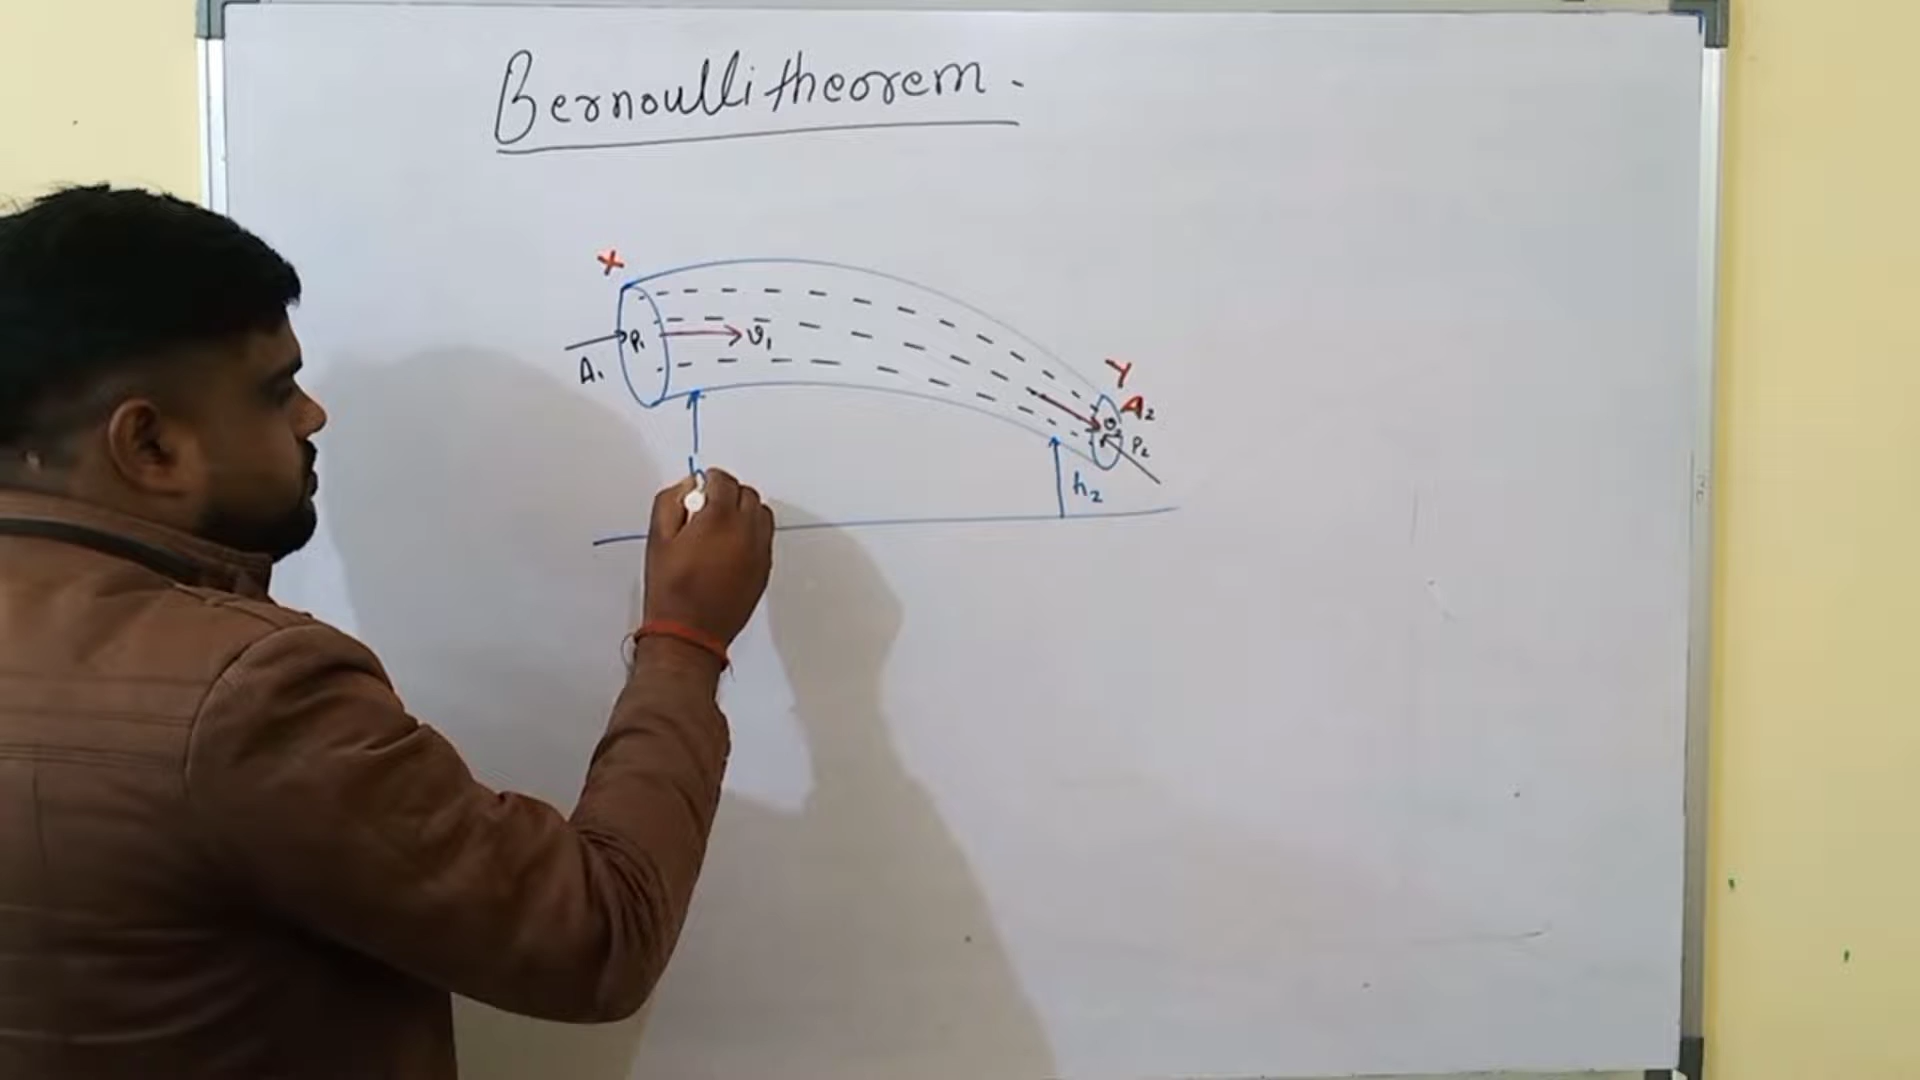 Bernoulli theorem.
X
P₁
v₁
A₁
Y
A₂
v₂
P₂
h
h₂